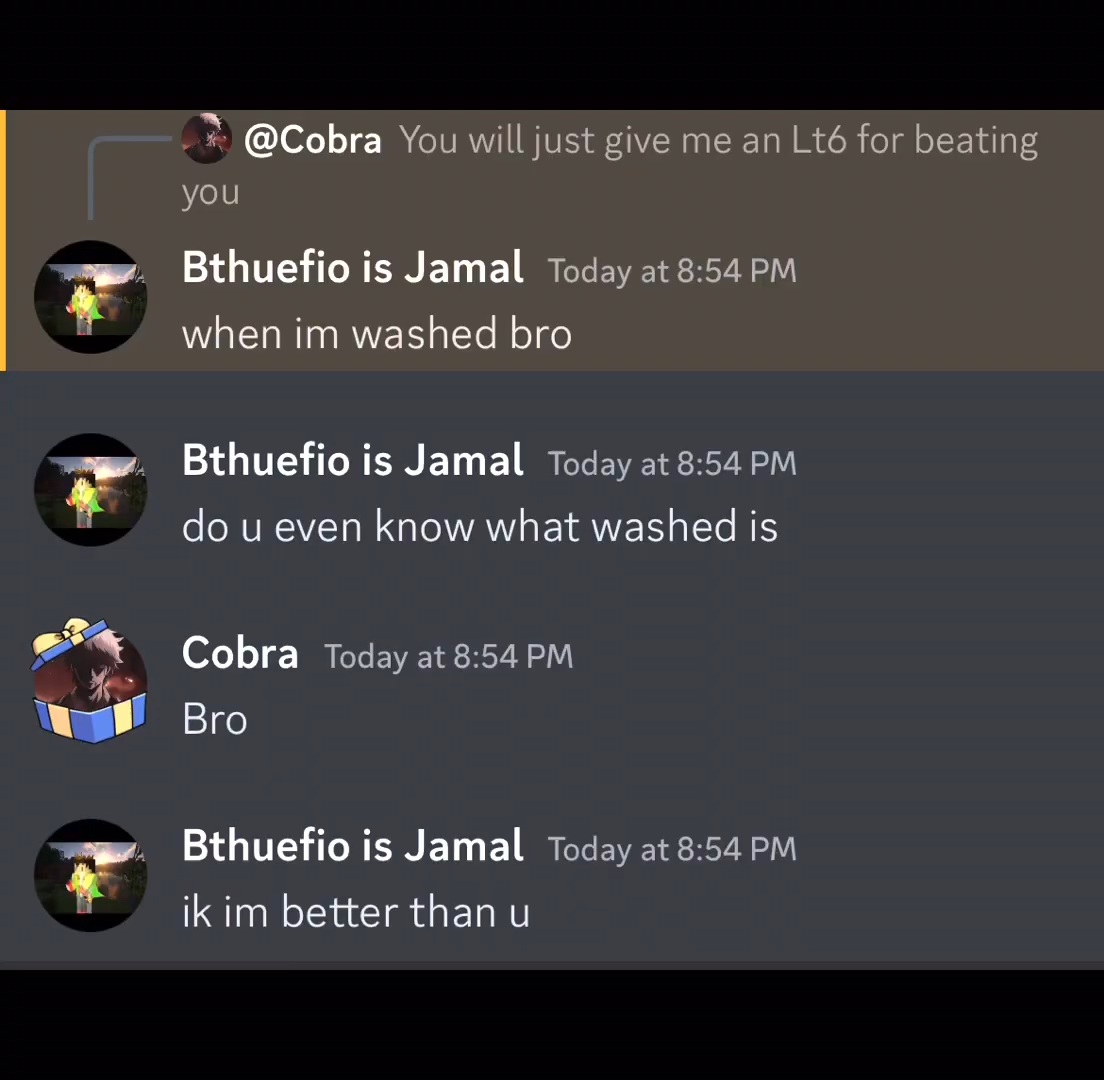 @Cobra You will just give me an Lt6 for beating
you
Bthuefio is Jamal Today at 8:54 PM
when im washed bro
Bthuefio is Jamal Today at 8:54 PM
do u even know what washed is
Cobra Today at 8:54 PM
Bro
Bthuefio is Jamal Today at 8:54 PM
ik im better than u